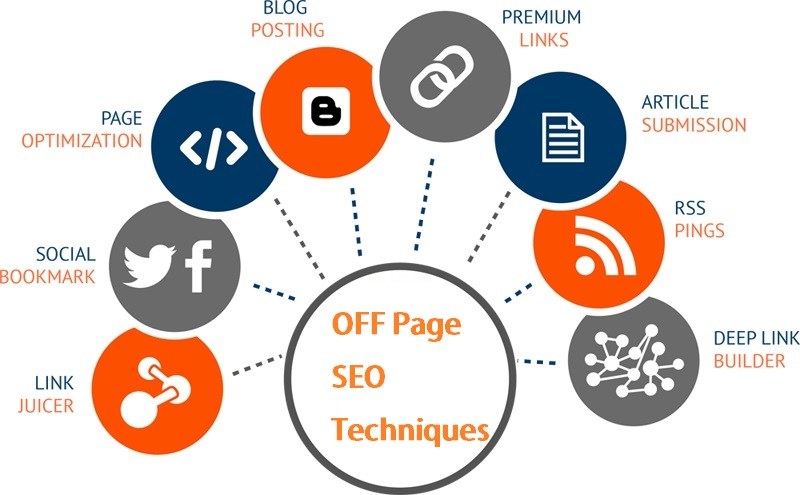 BLOG
POSTING
PREMIUM
LINKS
PAGE
OPTIMIZATION
ARTICLE
SUBMISSION
SOCIAL
BOOKMARK
RSS
PINGS
LINK
JUICER
DEEP LINK
BUILDER
OFF Page
SEO
Techniques